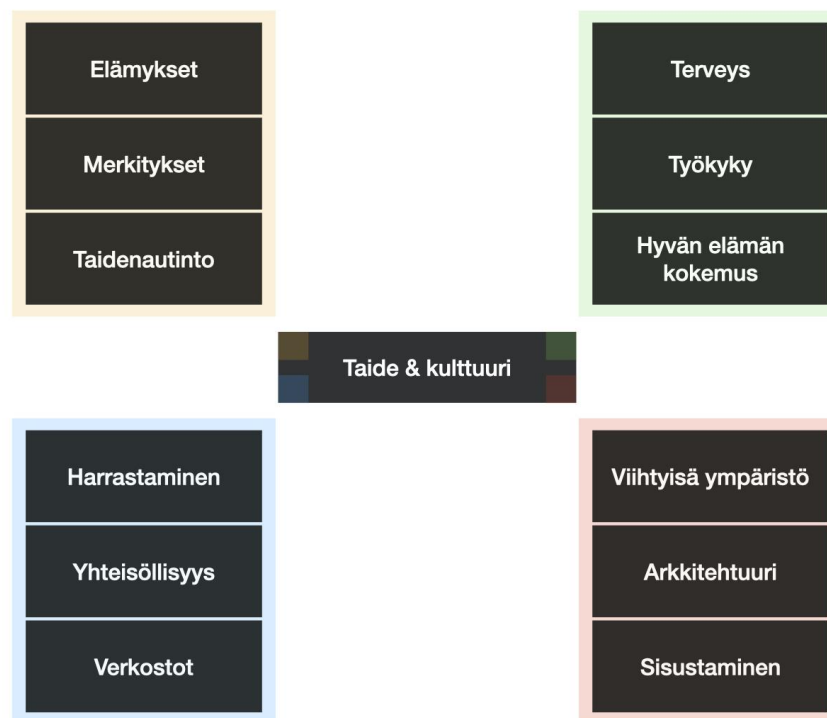 Elämykset
Merkitykset
Taidenautinto
Terveys
Työkyky
Hyvän elämän
kokemus
Taide & kulttuuri
Harrastaminen
Yhteisöllisyys
Verkostot
Viihtyisä ympäristö
Arkkitehtuuri
Sisustaminen